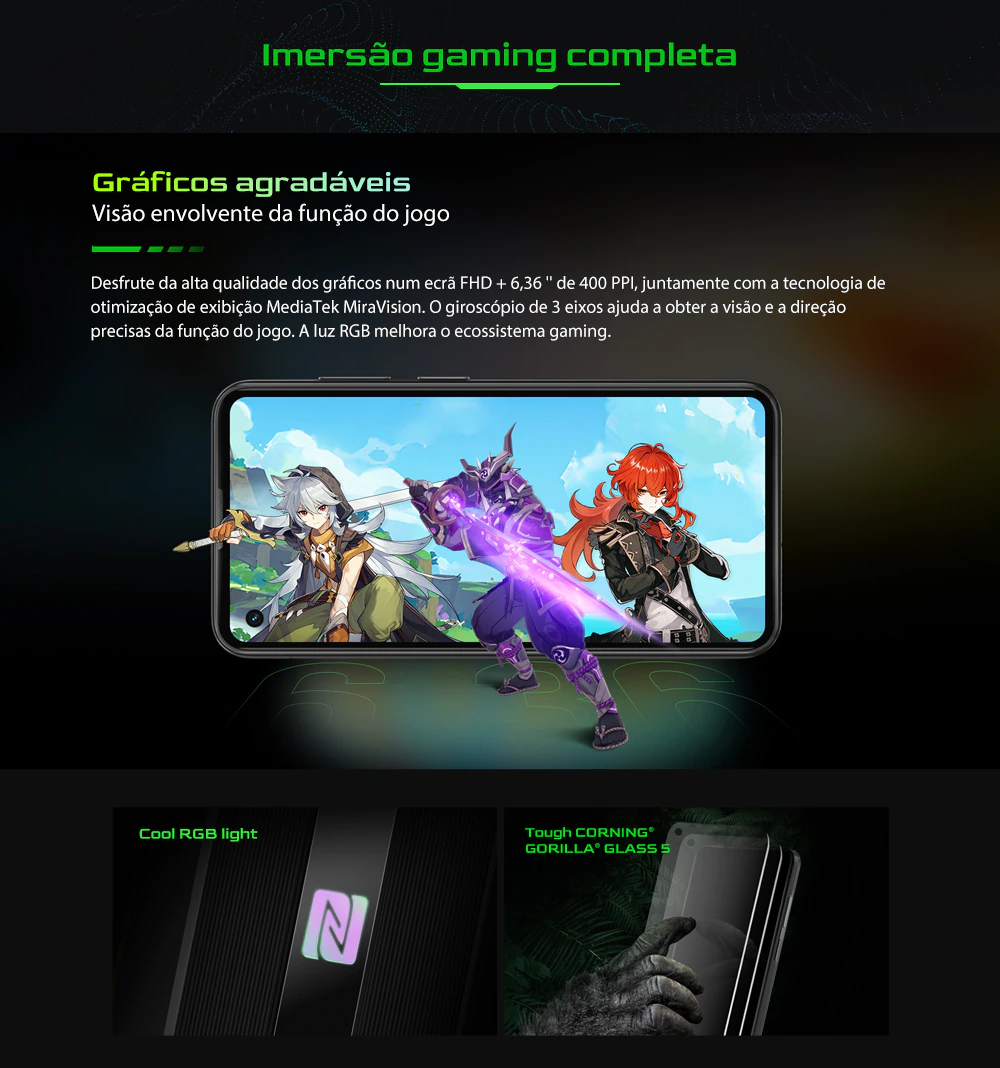 Imersão gaming completa
Gráficos agradáveis
Visão envolvente da função do jogo
Desfrute da alta qualidade dos gráficos num ecrã FHD + 6,36 " de 400 PPI, juntamente com a tecnologia de
otimização de exibição MediaTek MiraVision. O giroscópio de 3 eixos ajuda a obter a visão e a direção
precisas da função do jogo. A luz RGB melhora o ecossistema gaming.
Cool RGB light
Tough CORNING®
GORILLA® GLASS 5